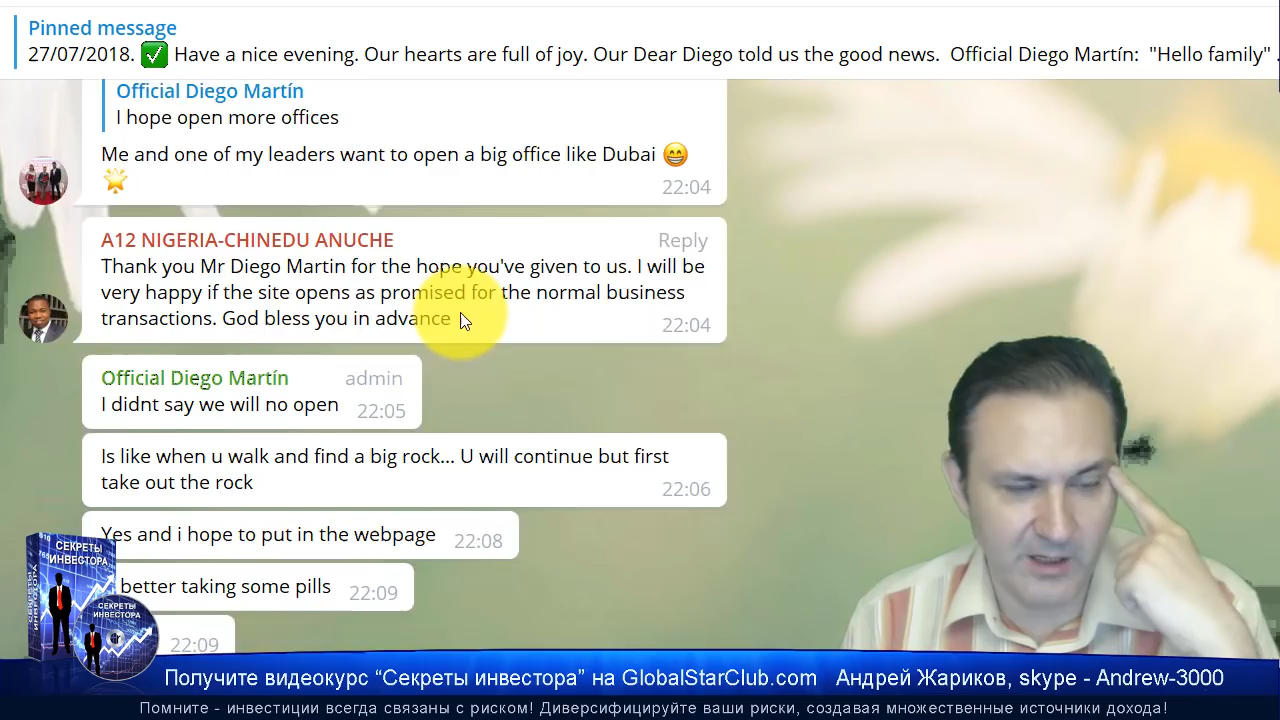 Pinned message
27/07/2018. ✅ Have a nice evening. Our hearts are full of joy. Our Dear Diego told us the good news. Official Diego Martín: "Hello family" .
Official Diego Martín
I hope open more offices
Me and one of my leaders want to open a big office like Dubai 😁
🌟
22:04
A12 NIGERIA-CHINEDU ANUCHE Reply
Thank you Mr Diego Martin for the hope you've given to us. I will be
very happy if the site opens as promised for the normal business
transactions. God bless you in advance
22:04
Official Diego Martín admin
I didnt say we will no open 22:05
Is like when u walk and find a big rock... U will continue but first
take out the rock
22:06
Yes and i hope to put in the webpage 22:08
better taking some pills 22:09
22:09
СЕКРЕТЫ
ИНВЕСТОРА
СЕКРЕТЫ
ИНВЕСТОРА
Получите видеокурс “Секреты инвестора” на GlobalStarClub.com Андрей Жариков, skype - Andrew-3000
Помните - инвестиции всегда связаны с риском! Диверсифицируйте ваши риски, создавая множественные источники дохода!